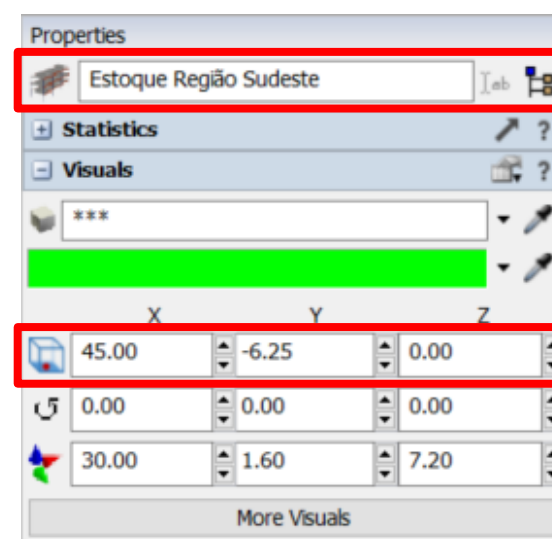 Properties
Estoque Região Sudeste ab
+ Statistics ?
- Visuals ?
***
X Y Z
45.00 -6.25 0.00
0.00 0.00 0.00
30.00 1.60 7.20
More Visuals